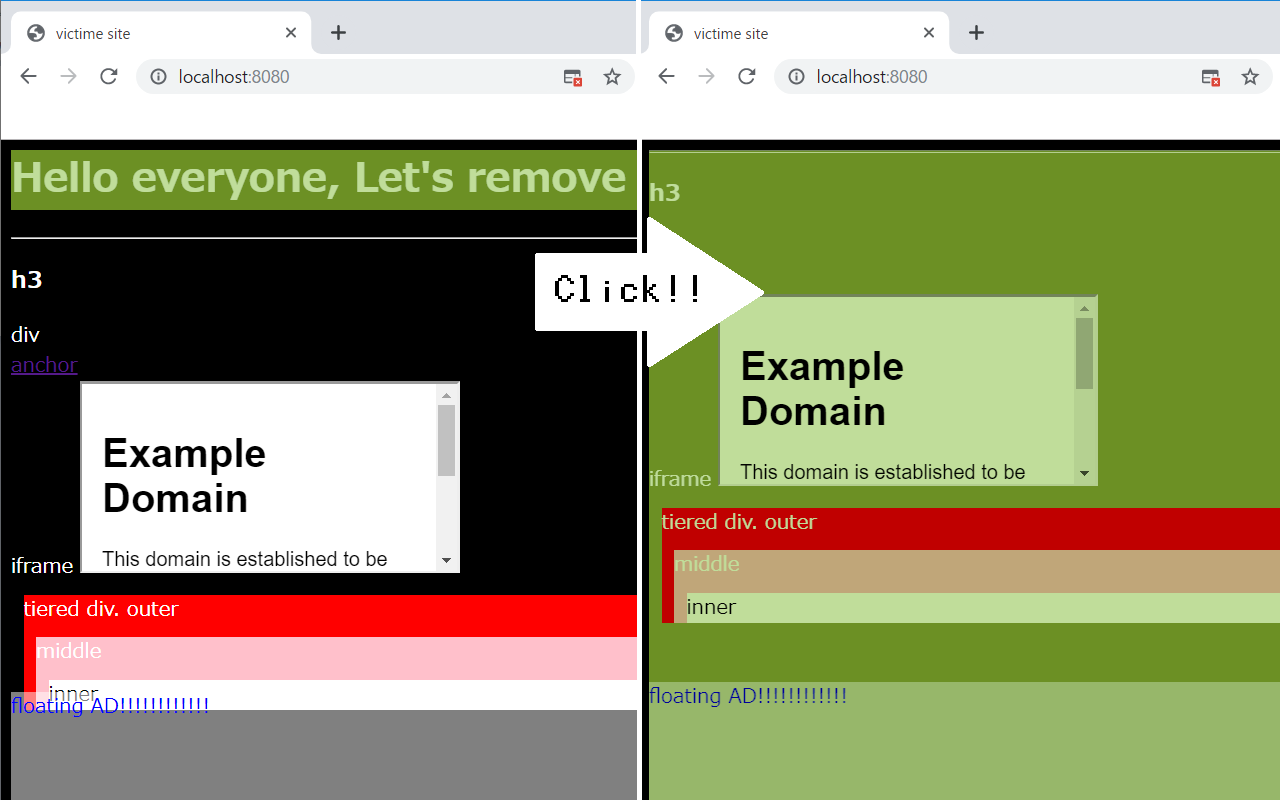 victime site
localhost:8080
Hello everyone, Let's remove
h3
div
anchor
Example
Domain
This domain is established to be
iframe
tiered div. outer
middle
inner
floating AD!!!!!!!!!!!!
Click!!
victime site
localhost:8080
h3
Example
Domain
This domain is established to be
iframe
tiered div. outer
middle
inner
floating AD!!!!!!!!!!!!